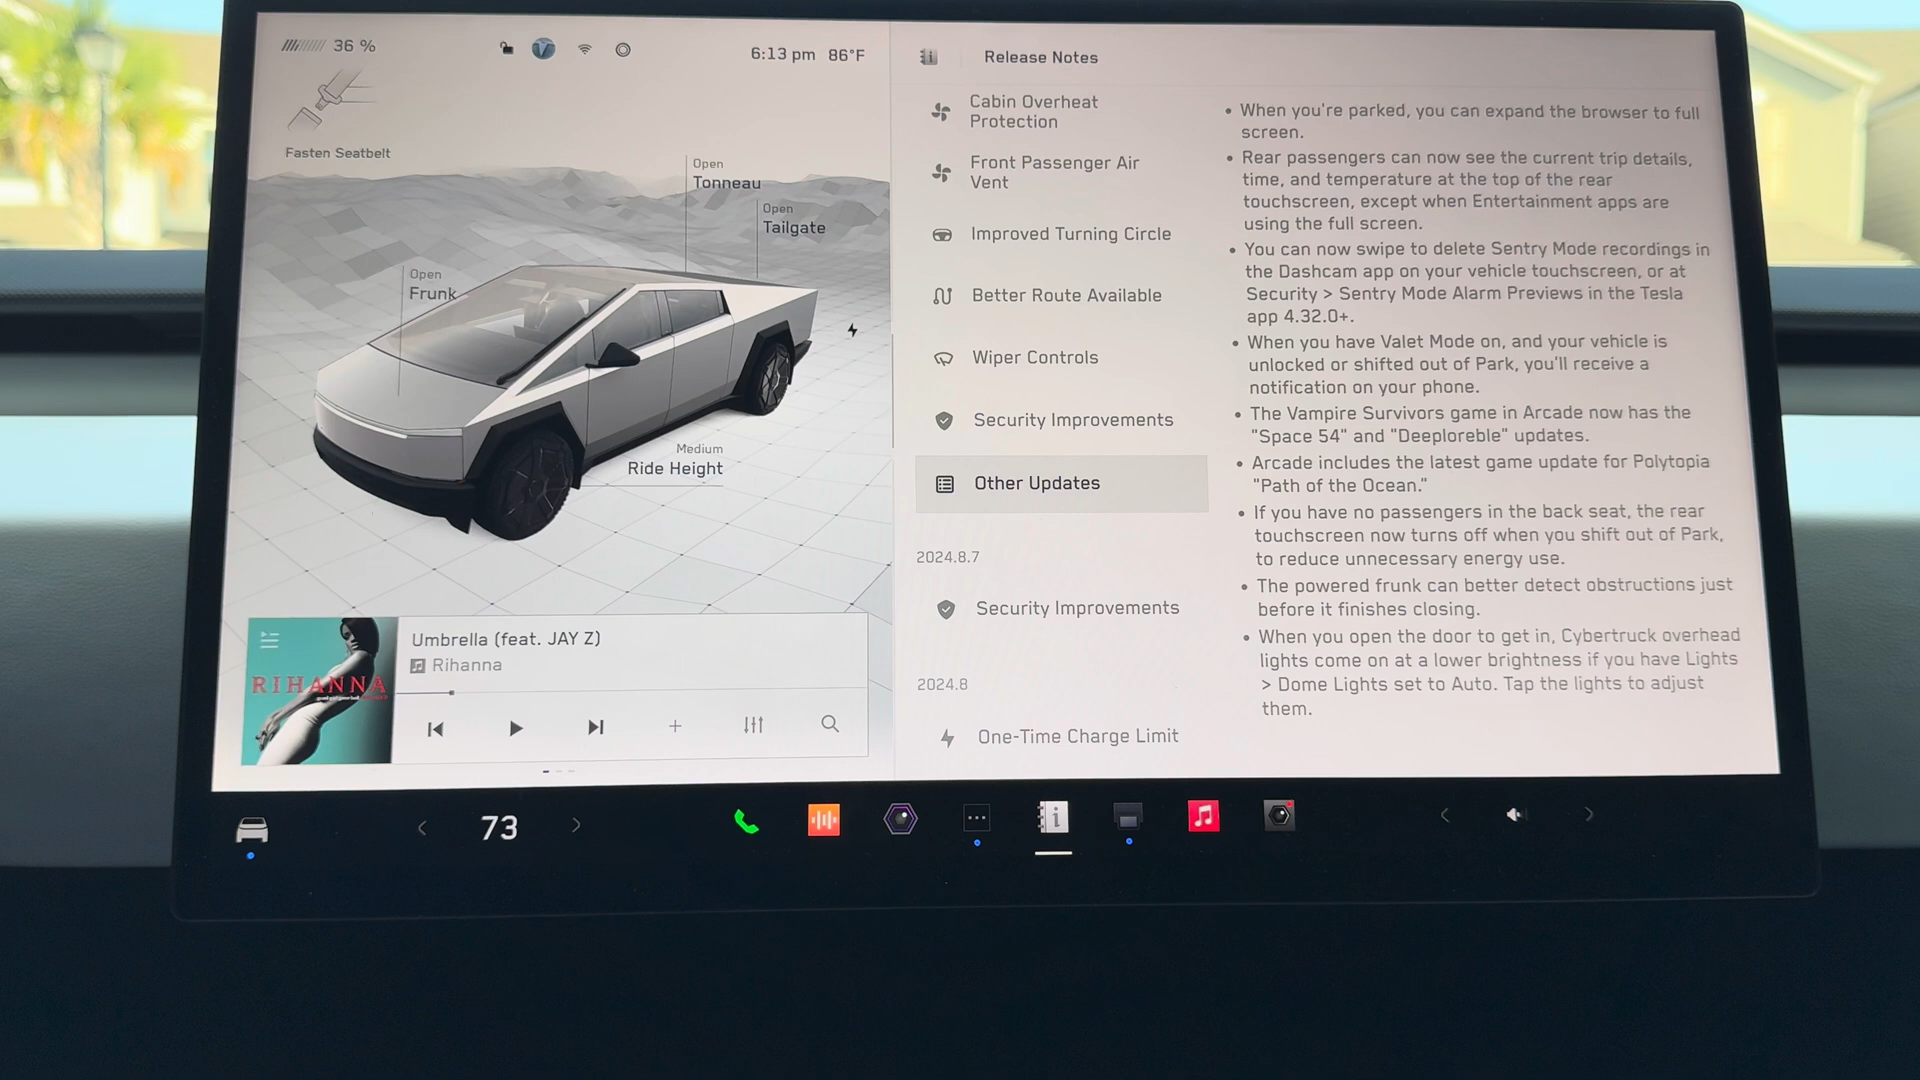 36 %
6:13 pm 86°F
Fasten Seatbelt
Open
Tonneau
Open
Tailgate
Open
Frunk
Medium
Ride Height
RIHANNA
Umbrella (feat. JAY Z)
Rihanna
Release Notes
Cabin Overheat
Protection
Front Passenger Air
Vent
Improved Turning Circle
Better Route Available
Wiper Controls
Security Improvements
Other Updates
2024.8.7
Security Improvements
2024.8
One-Time Charge Limit
• When you're parked, you can expand the browser to full
screen.
• Rear passengers can now see the current trip details,
time, and temperature at the top of the rear
touchscreen, except when Entertainment apps are
using the full screen.
• You can now swipe to delete Sentry Mode recordings in
the Dashcam app on your vehicle touchscreen, or at
Security > Sentry Mode Alarm Previews in the Tesla
app 4.32.0+.
• When you have Valet Mode on, and your vehicle is
unlocked or shifted out of Park, you'll receive a
notification on your phone.
• The Vampire Survivors game in Arcade now has the
"Space 54" and "Deeploreble" updates.
• Arcade includes the latest game update for Polytopia
"Path of the Ocean."
• If you have no passengers in the back seat, the rear
touchscreen now turns off when you shift out of Park,
to reduce unnecessary energy use.
• The powered frunk can better detect obstructions just
before it finishes closing.
• When you open the door to get in, Cybertruck overhead
lights come on at a lower brightness if you have Lights
> Dome Lights set to Auto. Tap the lights to adjust
them.
73